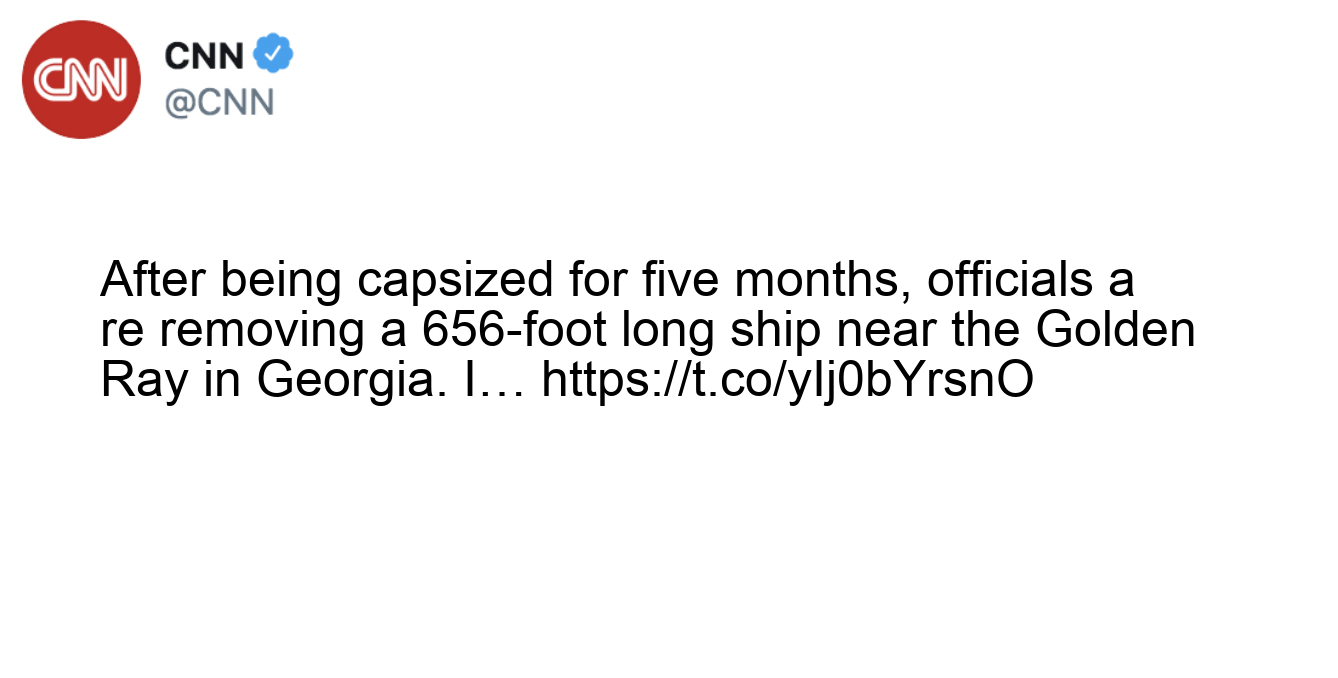 CNN
CNN
@CNN
After being capsized for five months, officials a
re removing a 656-foot long ship near the Golden
Ray in Georgia. I… https://t.co/yIj0bYrsnO